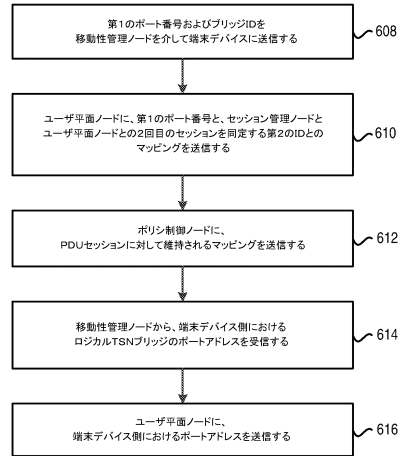 第1のポート番号およびブリッジIDを
移動性管理ノードを介して端末デバイスに送信する
608
ユーザ平面ノードに、第1のポート番号と、セッション管理ノードと
ユーザ平面ノードとの2回目のセッションを同定する第2のIDとの
マッピングを送信する
610
ポリシ制御ノードに、
PDUセッションに対して維持されるマッピングを送信する
612
移動性管理ノードから、端末デバイス側における
ロジカルTSNブリッジのポートアドレスを受信する
614
ユーザ平面ノードに、
端末デバイス側におけるポートアドレスを送信する
616